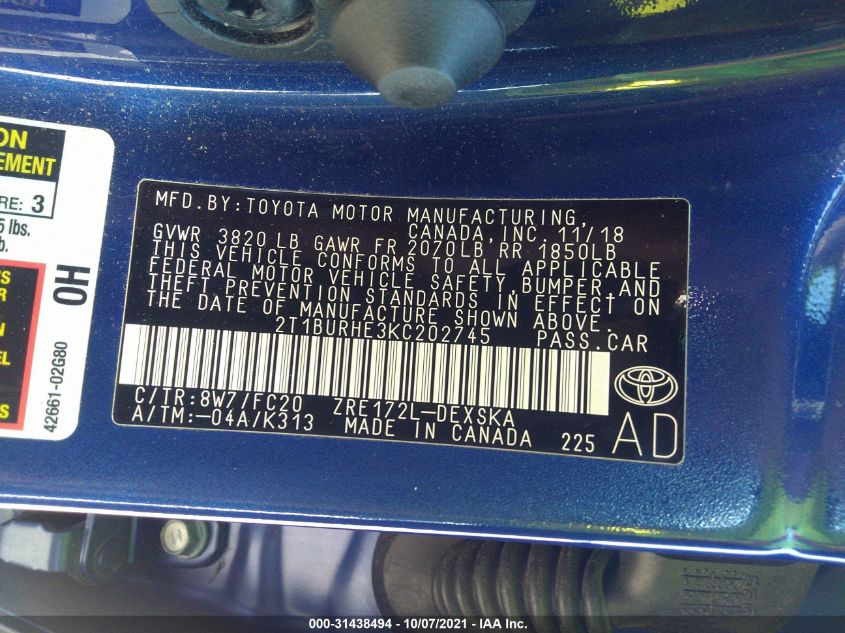 ON
EMENT
RE: 3
5 lbs.
b.
OH
'S
R
EL
S
42661-02G80
MFD.BY:TOYOTA MOTOR MANUFACTURING,
CANADA,INC. 11/18
GVWR 3820 LB GAWR FR 2070LB RR 1850LB
THIS VEHICLE CONFORMS TO ALL APPLICABLE
FEDERAL MOTOR VEHICLE SAFETY,BUMPER,AND
THEFT PREVENTION STANDARDS IN EFFECT ON
THE DATE OF MANUFACTURE SHOWN ABOVE.
2T1BURHE3KC202745 PASS.CAR
C/TR:8W7/FC20 ZRE172L-DEXSKA
A/TM:-04A/K313 MADE IN CANADA 225
AD
000-31438494 - 10/07/2021 - IAA Inc.